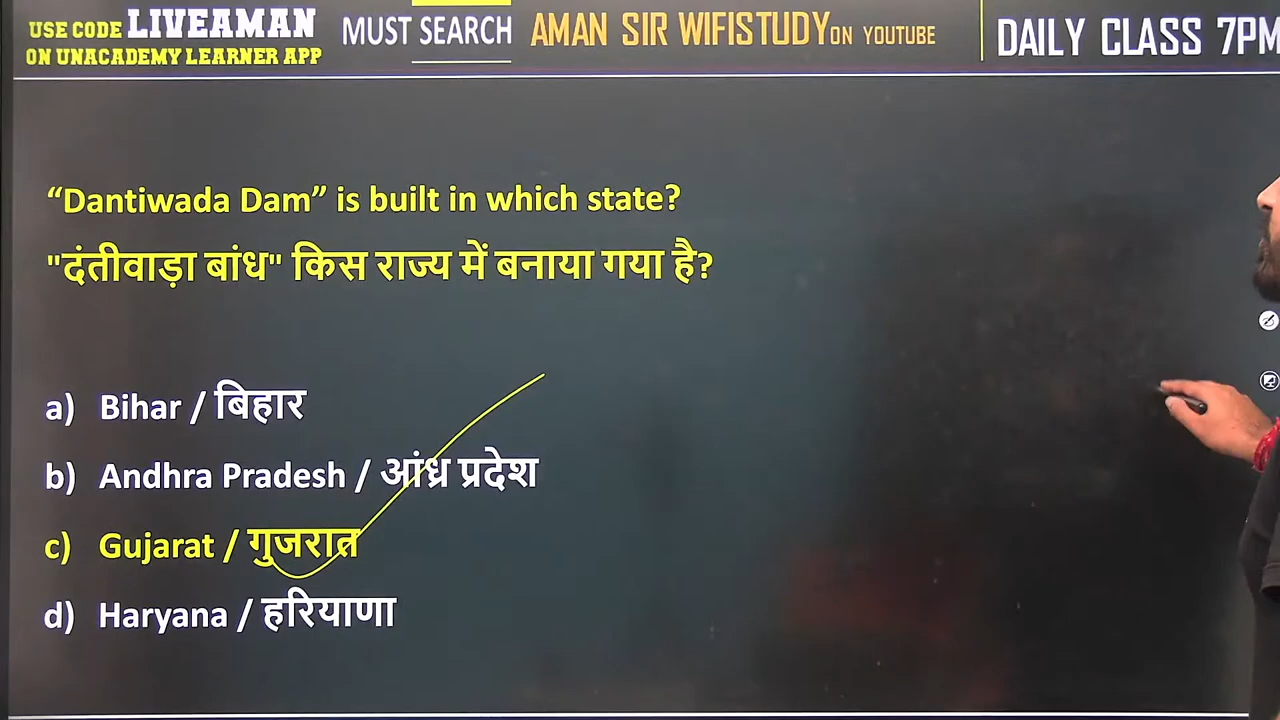 USE CODE LIVEAMAN
ON UNACADEMY LEARNER APP
MUST SEARCH
AMAN SIR WIFISTUDY ON YOUTUBE
DAILY CLASS 7PM
“Dantiwada Dam” is built in which state?
"दंतीवाड़ा बांध" किस राज्य में बनाया गया है?
a) Bihar / बिहार
b) Andhra Pradesh / आंध्र प्रदेश
c) Gujarat / गुजरात
d) Haryana / हरियाणा